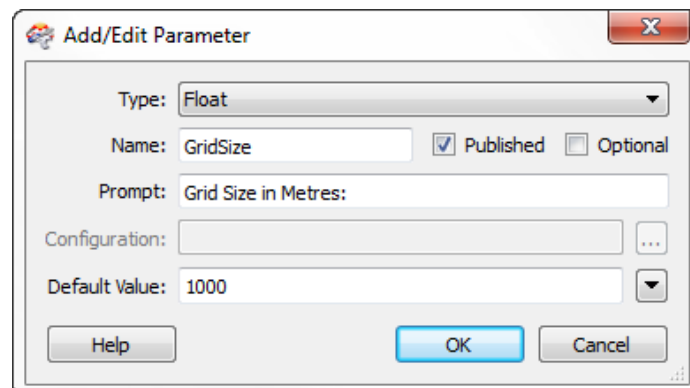 Add/Edit Parameter
Type: Float
Name: GridSize Published Optional
Prompt: Grid Size in Metres:
Configuration: ...
Default Value: 1000
Help OK Cancel